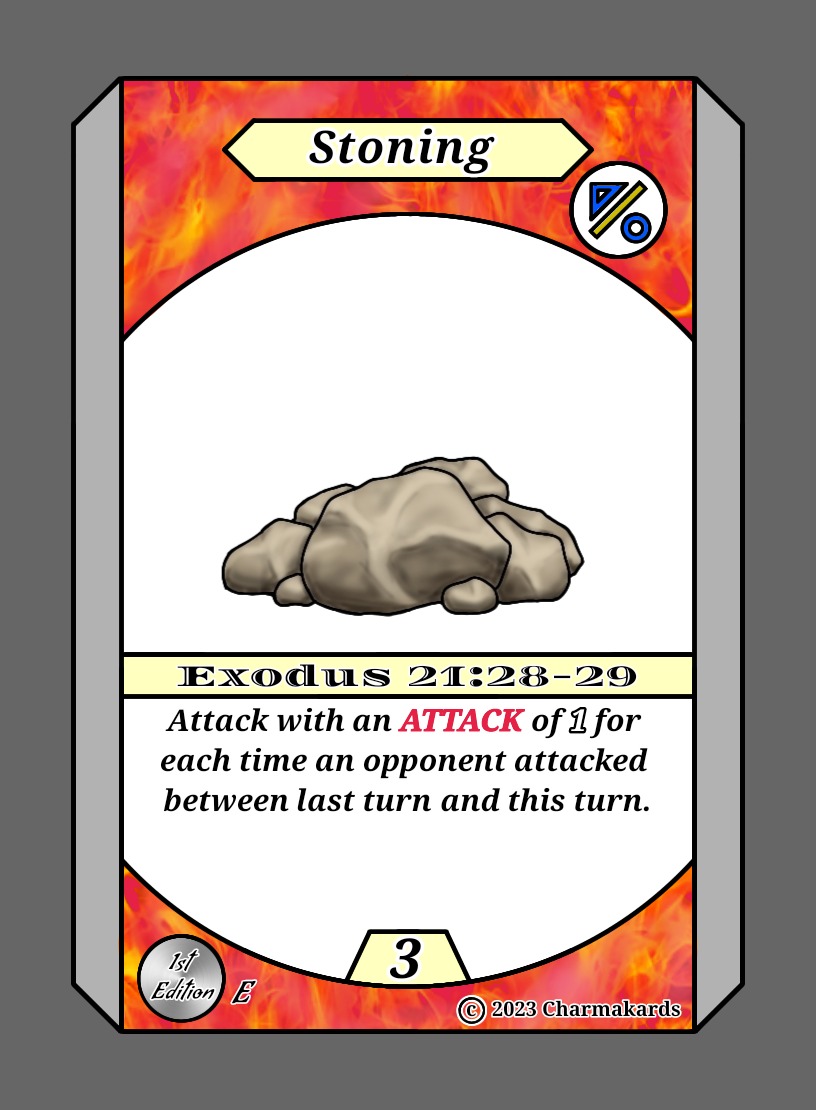 Stoning
Exodus 21:28-29
Attack with an ATTACK of 1 for
each time an opponent attacked
between last turn and this turn.
3
1st
Edition
E
© 2023 Charmakards